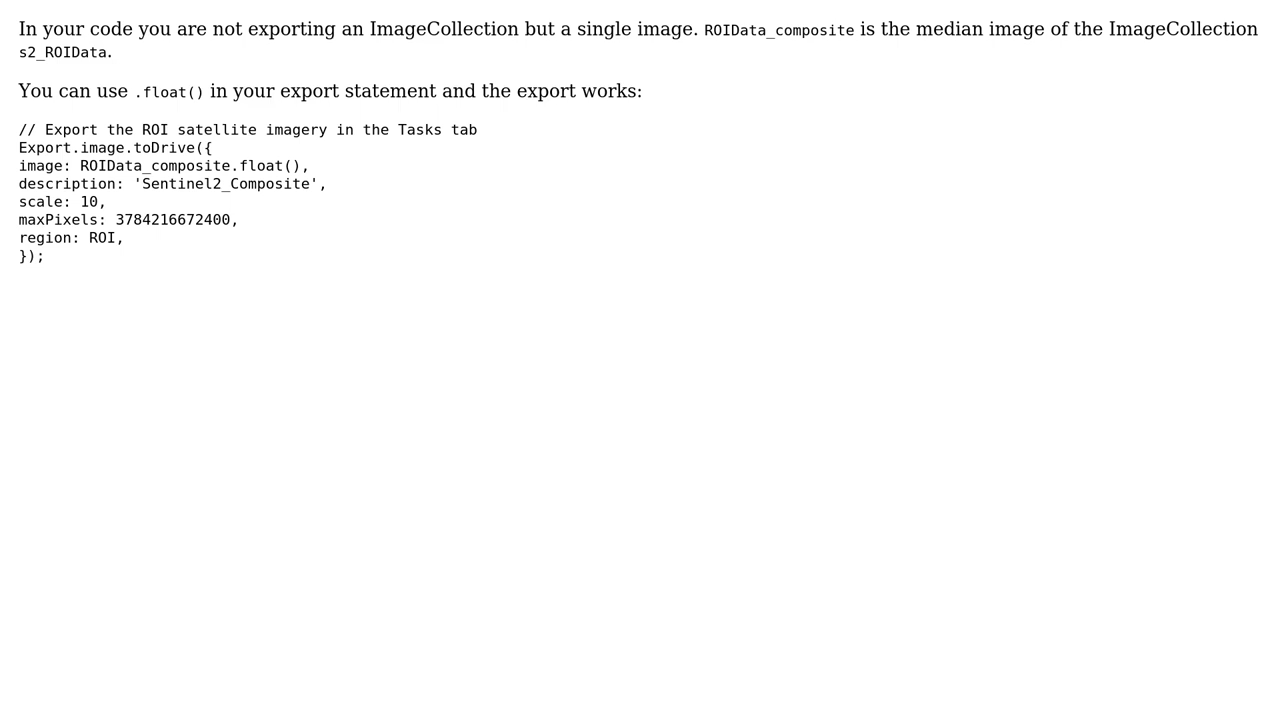 In your code you are not exporting an ImageCollection but a single image. ROIData_composite is the median image of the ImageCollection
s2_ROIData.
You can use .float() in your export statement and the export works:
// Export the ROI satellite imagery in the Tasks tab
Export.image.toDrive({
image: ROIData_composite.float(),
description: 'Sentinel2_Composite',
scale: 10,
maxPixels: 3784216672400,
region: ROI,
});